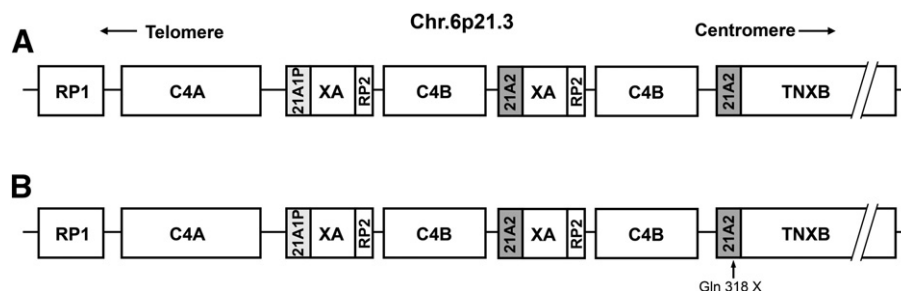 Chr.6p21.3
A ← Telomere Centromere →
RP1 C4A 21A1P XA RP2 C4B 21A2 XA RP2 C4B 21A2 TNXB
B
RP1 C4A 21A1P XA RP2 C4B 21A2 XA RP2 C4B 21A2 TNXB
Gln 318 X